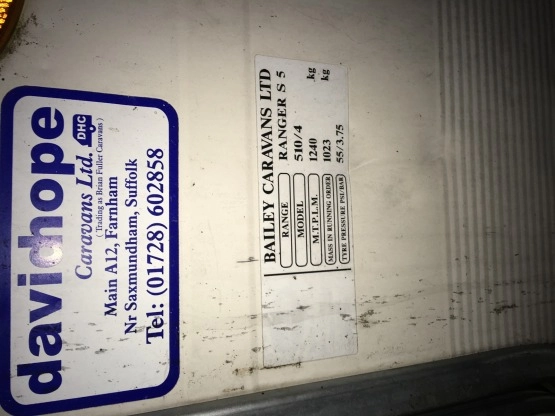 davidhope
Caravans Ltd. DHC
( Trading as Brian Fuller Caravans )
Main A12, Farnham
Nr Saxmundham, Suffolk
Tel: (01728) 602858
BAILEY CARAVANS LTD
RANGE RANGER S 5
MODEL 510/4
M.T.P.L.M. 1240 kg
MASS IN RUNNING ORDER 1023 kg
TYRE PRESSURE PSI/BAR 55/3.75